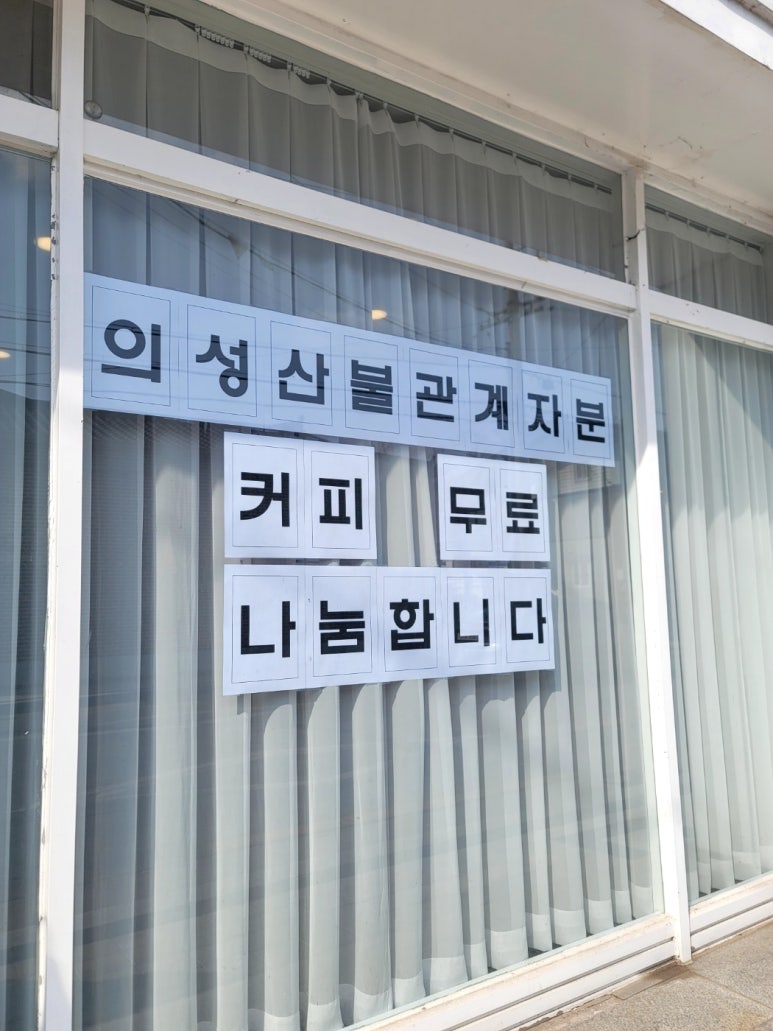 의성산불관계자분
커피 무료
나눔합니다